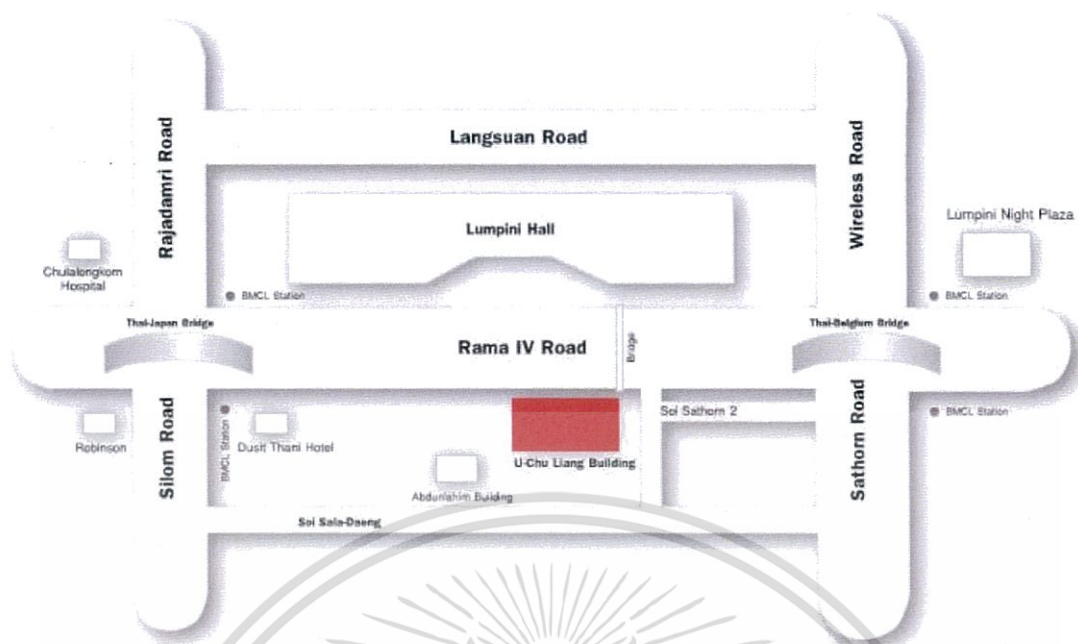 Langsuan Road
Rajadamri Road
Wireless Road
Lumpini Night Plaza
Lumpini Hall
Chulalongkorn
Hospital
BMCL Station
BMCL Station
Thai-Japan Bridge
Thai-Belgium Bridge
Rama IV Road
Bridge
Silom Road
BMCL Station
Robinson
Dusit Thani Hotel
Soi Sathorn 2
BMCL Station
Sathorn Road
U-Chu Liang Building
Abdulrahim Building
Soi Sala-Daeng